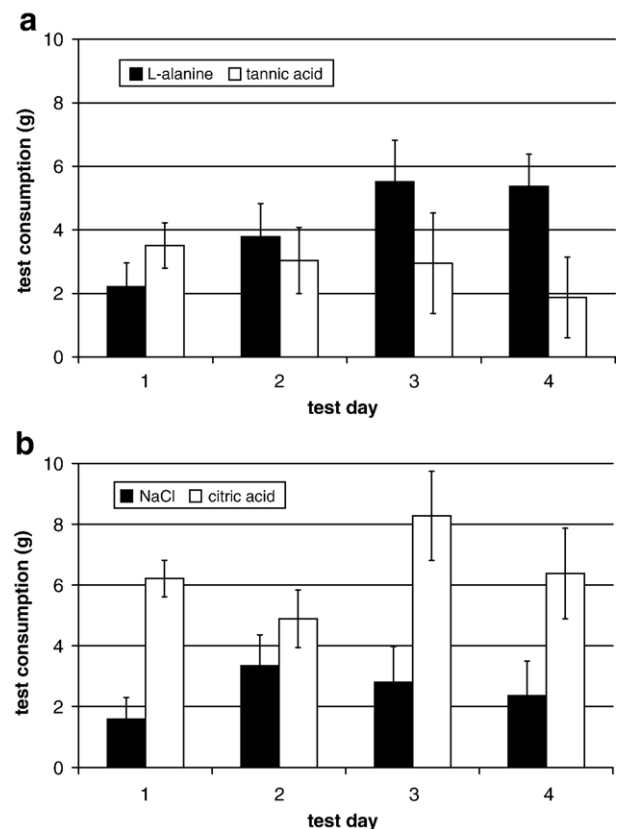 a
10
8
6
4
2
0
test consumption (g)
L-alanine tannic acid
1 2 3 4
test day
b
10
8
6
4
2
0
test consumption (g)
NaCl citric acid
1 2 3 4
test day